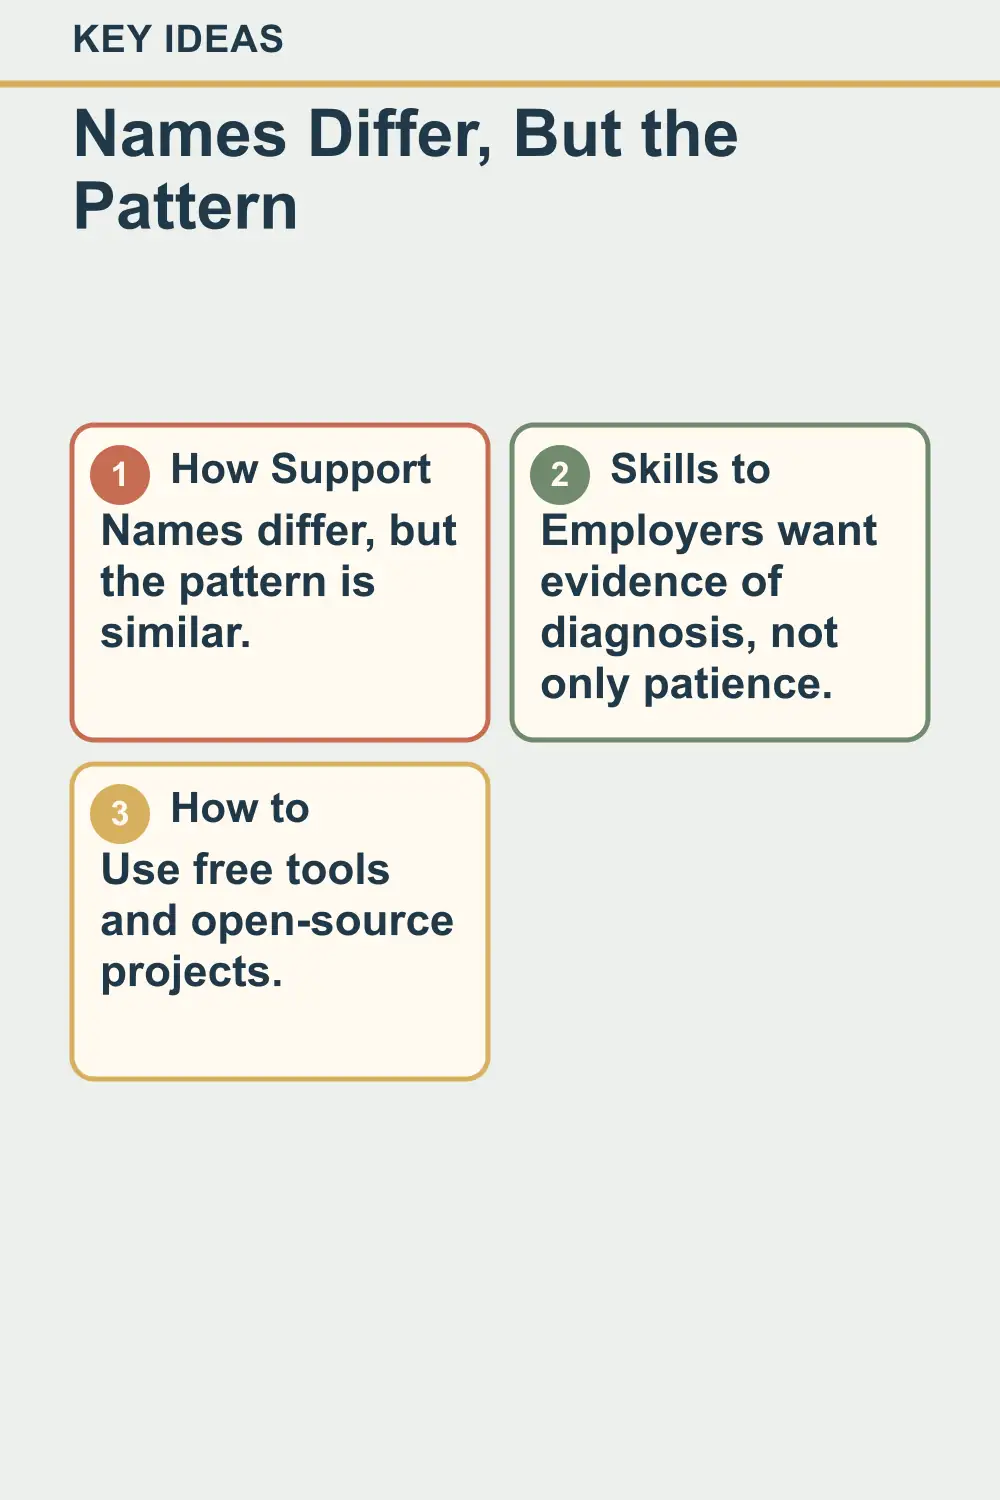 KEY IDEAS
Names Differ, But the
Pattern
1 How Support
Names differ, but
the pattern is
similar.
2 Skills to
Employers want
evidence of
diagnosis, not
only patience.
3 How to
Use free tools
and open-source
projects.